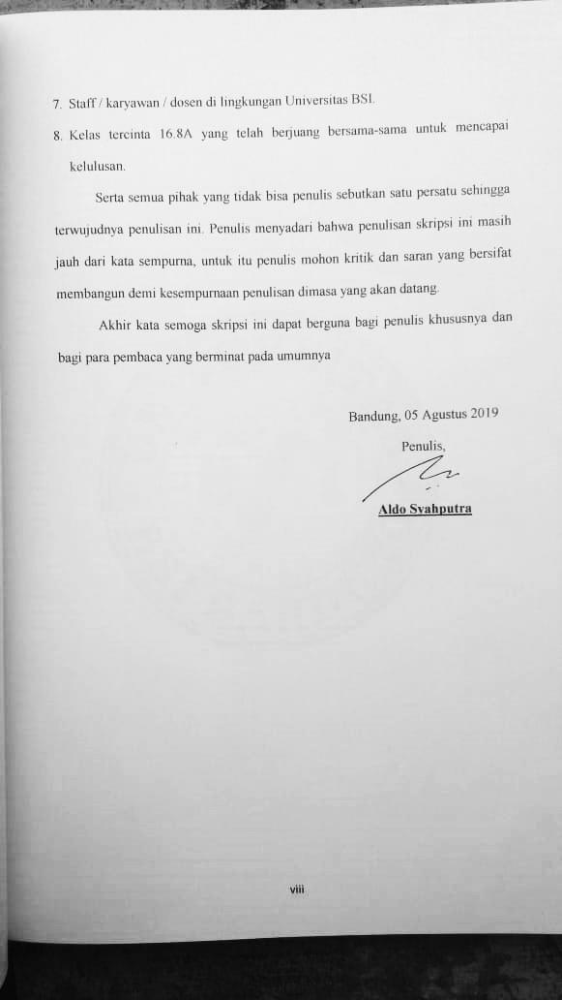 7. Staff / karyawan / dosen di lingkungan Universitas BSI.
8. Kelas tercinta 16.8A yang telah berjuang bersama-sama untuk mencapai
kelulusan.
Serta semua pihak yang tidak bisa penulis sebutkan satu persatu sehingga
terwujudnya penulisan ini. Penulis menyadari bahwa penulisan skripsi ini masih
jauh dari kata sempurna, untuk itu penulis mohon kritik dan saran yang bersifat
membangun demi kesempurnaan penulisan dimasa yang akan datang.
Akhir kata semoga skripsi ini dapat berguna bagi penulis khususnya dan
bagi para pembaca yang berminat pada umumnya
Bandung, 05 Agustus 2019
Penulis,
Aldo Syahputra
viii